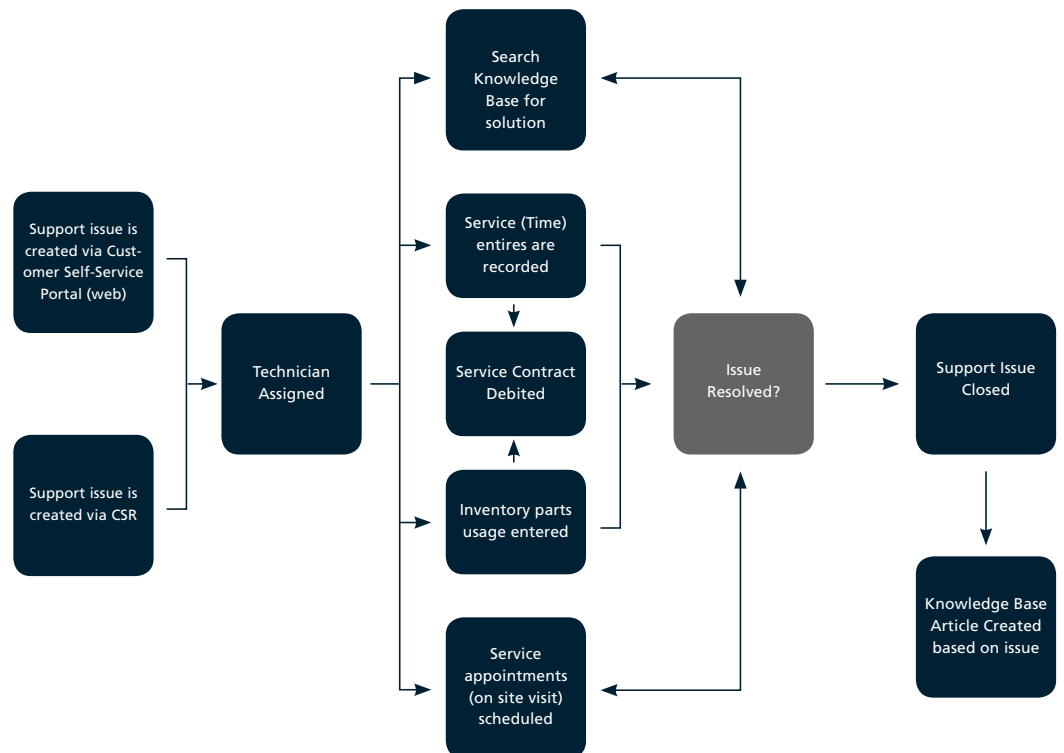 Support issue is
created via Cust-
omer Self-Service
Portal (web)
Support issue is
created via CSR
Technician
Assigned
Search
Knowledge
Base for
solution
Service (Time)
entires are
recorded
Service Contract
Debited
Inventory parts
usage entered
Service
appointments
(on site visit)
scheduled
Issue
Resolved?
Support Issue
Closed
Knowledge Base
Article Created
based on issue